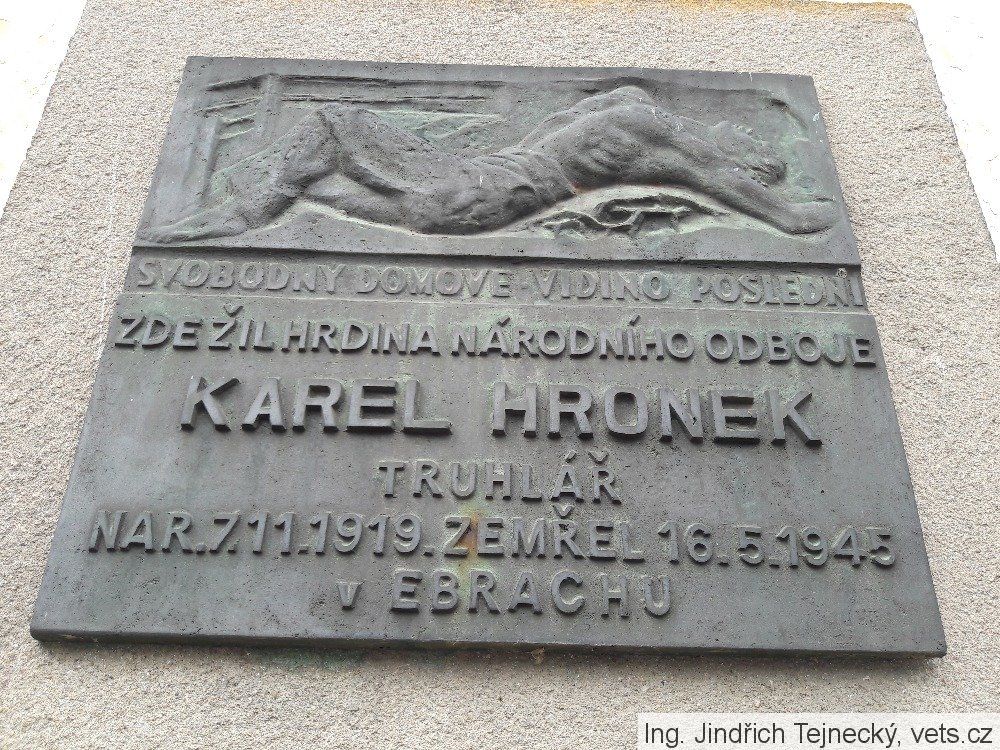 SVOBODNÝ DOMOVE - VIDINO POSLEDNÍ
ZDE ŽIL HRDINA NÁRODNÍHO ODBOJE
KAREL HRONEK
TRUHLÁŘ
NAR. 7.11.1919. ZEMŘEL 16.5.1945
v EBRACHU
Ing. Jindřich Tejnecký, vets.cz